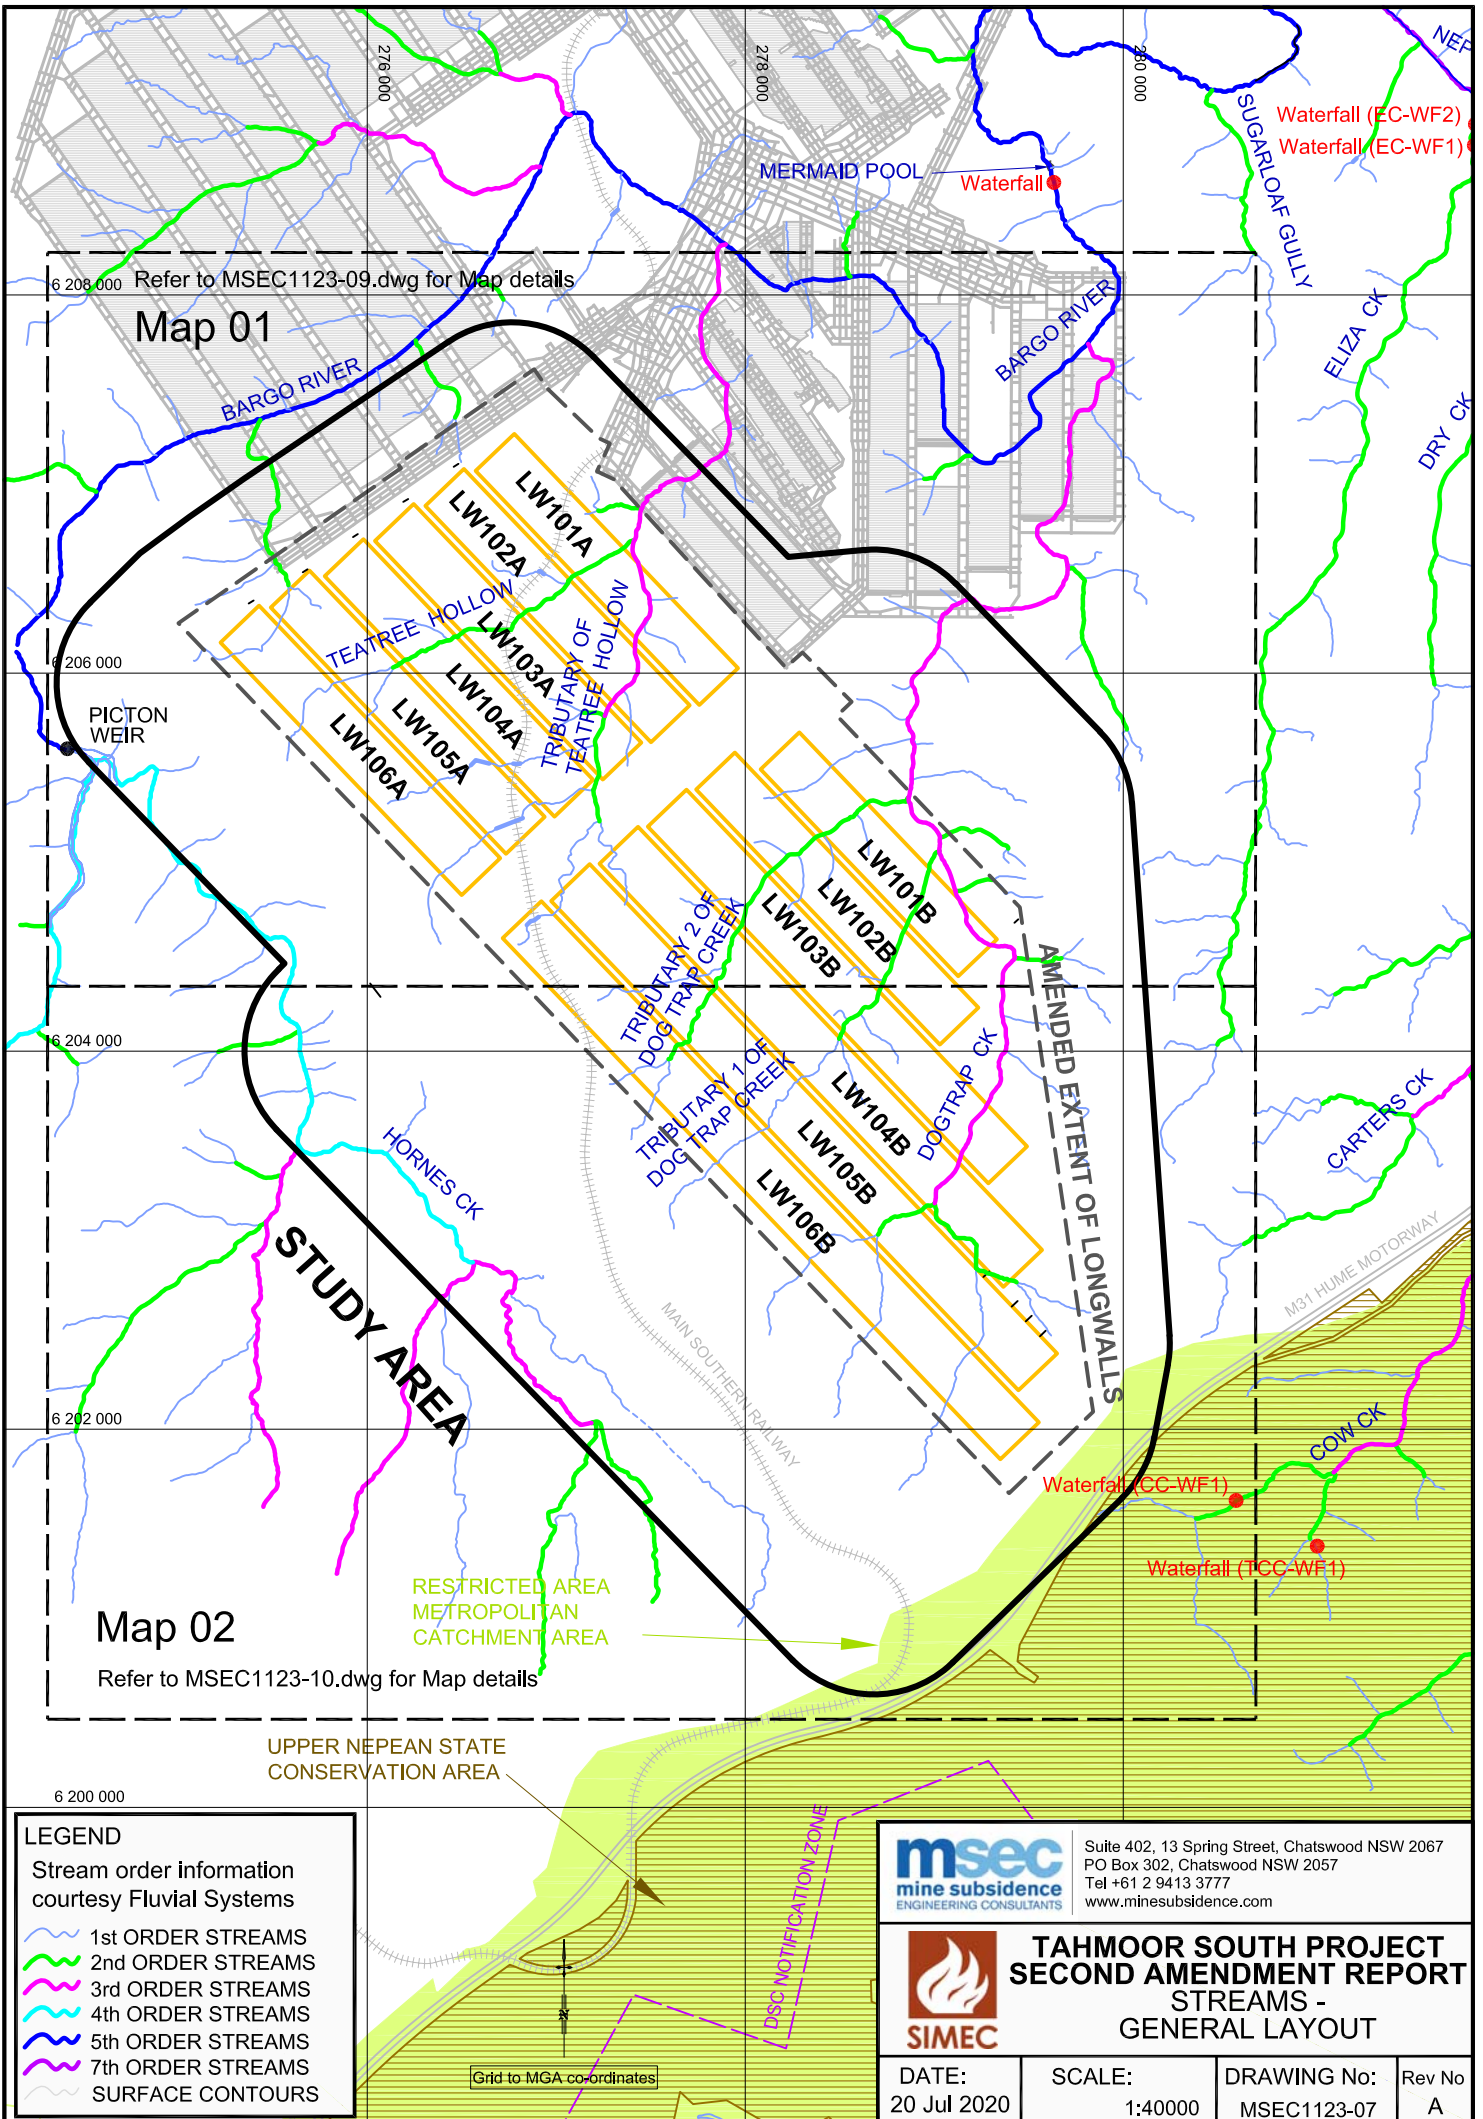 276 000
278 000
280 000
NEP
SUGARLOAF GULLY
Waterfall (EC-WF2)
Waterfall (EC-WF1)
MERMAID POOL
Waterfall
6 208 000
Refer to MSEC1123-09.dwg for Map details
Map 01
BARGO RIVER
BARGO RIVER
ELIZA CK
DRY CK
LW101A
LW102A
LW103A
LW104A
LW105A
LW106A
TEATREE HOLLOW
TRIBUTARY OF
TEATREE HOLLOW
6 206 000
PICTON
WEIR
LW101B
LW102B
LW103B
LW104B
LW105B
LW106B
TRIBUTARY 2 OF
DOG TRAP CREEK
TRIBUTARY 1 OF
DOG TRAP CREEK
DOGTRAP CK
AMENDED EXTENT OF LONGWALLS
6 204 000
HORNES CK
CARTERS CK
STUDY AREA
MAIN SOUTHERN RAILWAY
M31 HUME MOTORWAY
6 202 000
COW CK
Waterfall (CC-WF1)
Waterfall (TCC-WF1)
RESTRICTED AREA
METROPOLITAN
CATCHMENT AREA
Map 02
Refer to MSEC1123-10.dwg for Map details
UPPER NEPEAN STATE
CONSERVATION AREA
6 200 000
DSC NOTIFICATION ZONE
LEGEND
Stream order information
courtesy Fluvial Systems
1st ORDER STREAMS
2nd ORDER STREAMS
3rd ORDER STREAMS
4th ORDER STREAMS
5th ORDER STREAMS
7th ORDER STREAMS
SURFACE CONTOURS
N
Grid to MGA co-ordinates
msec
mine subsidence
ENGINEERING CONSULTANTS
Suite 402, 13 Spring Street, Chatswood NSW 2067
PO Box 302, Chatswood NSW 2057
Tel +61 2 9413 3777
www.minesubsidence.com
SIMEC
TAHMOOR SOUTH PROJECT
SECOND AMENDMENT REPORT
STREAMS -
GENERAL LAYOUT
DATE:
20 Jul 2020
SCALE:
1:40000
DRAWING No:
MSEC1123-07
Rev No
A